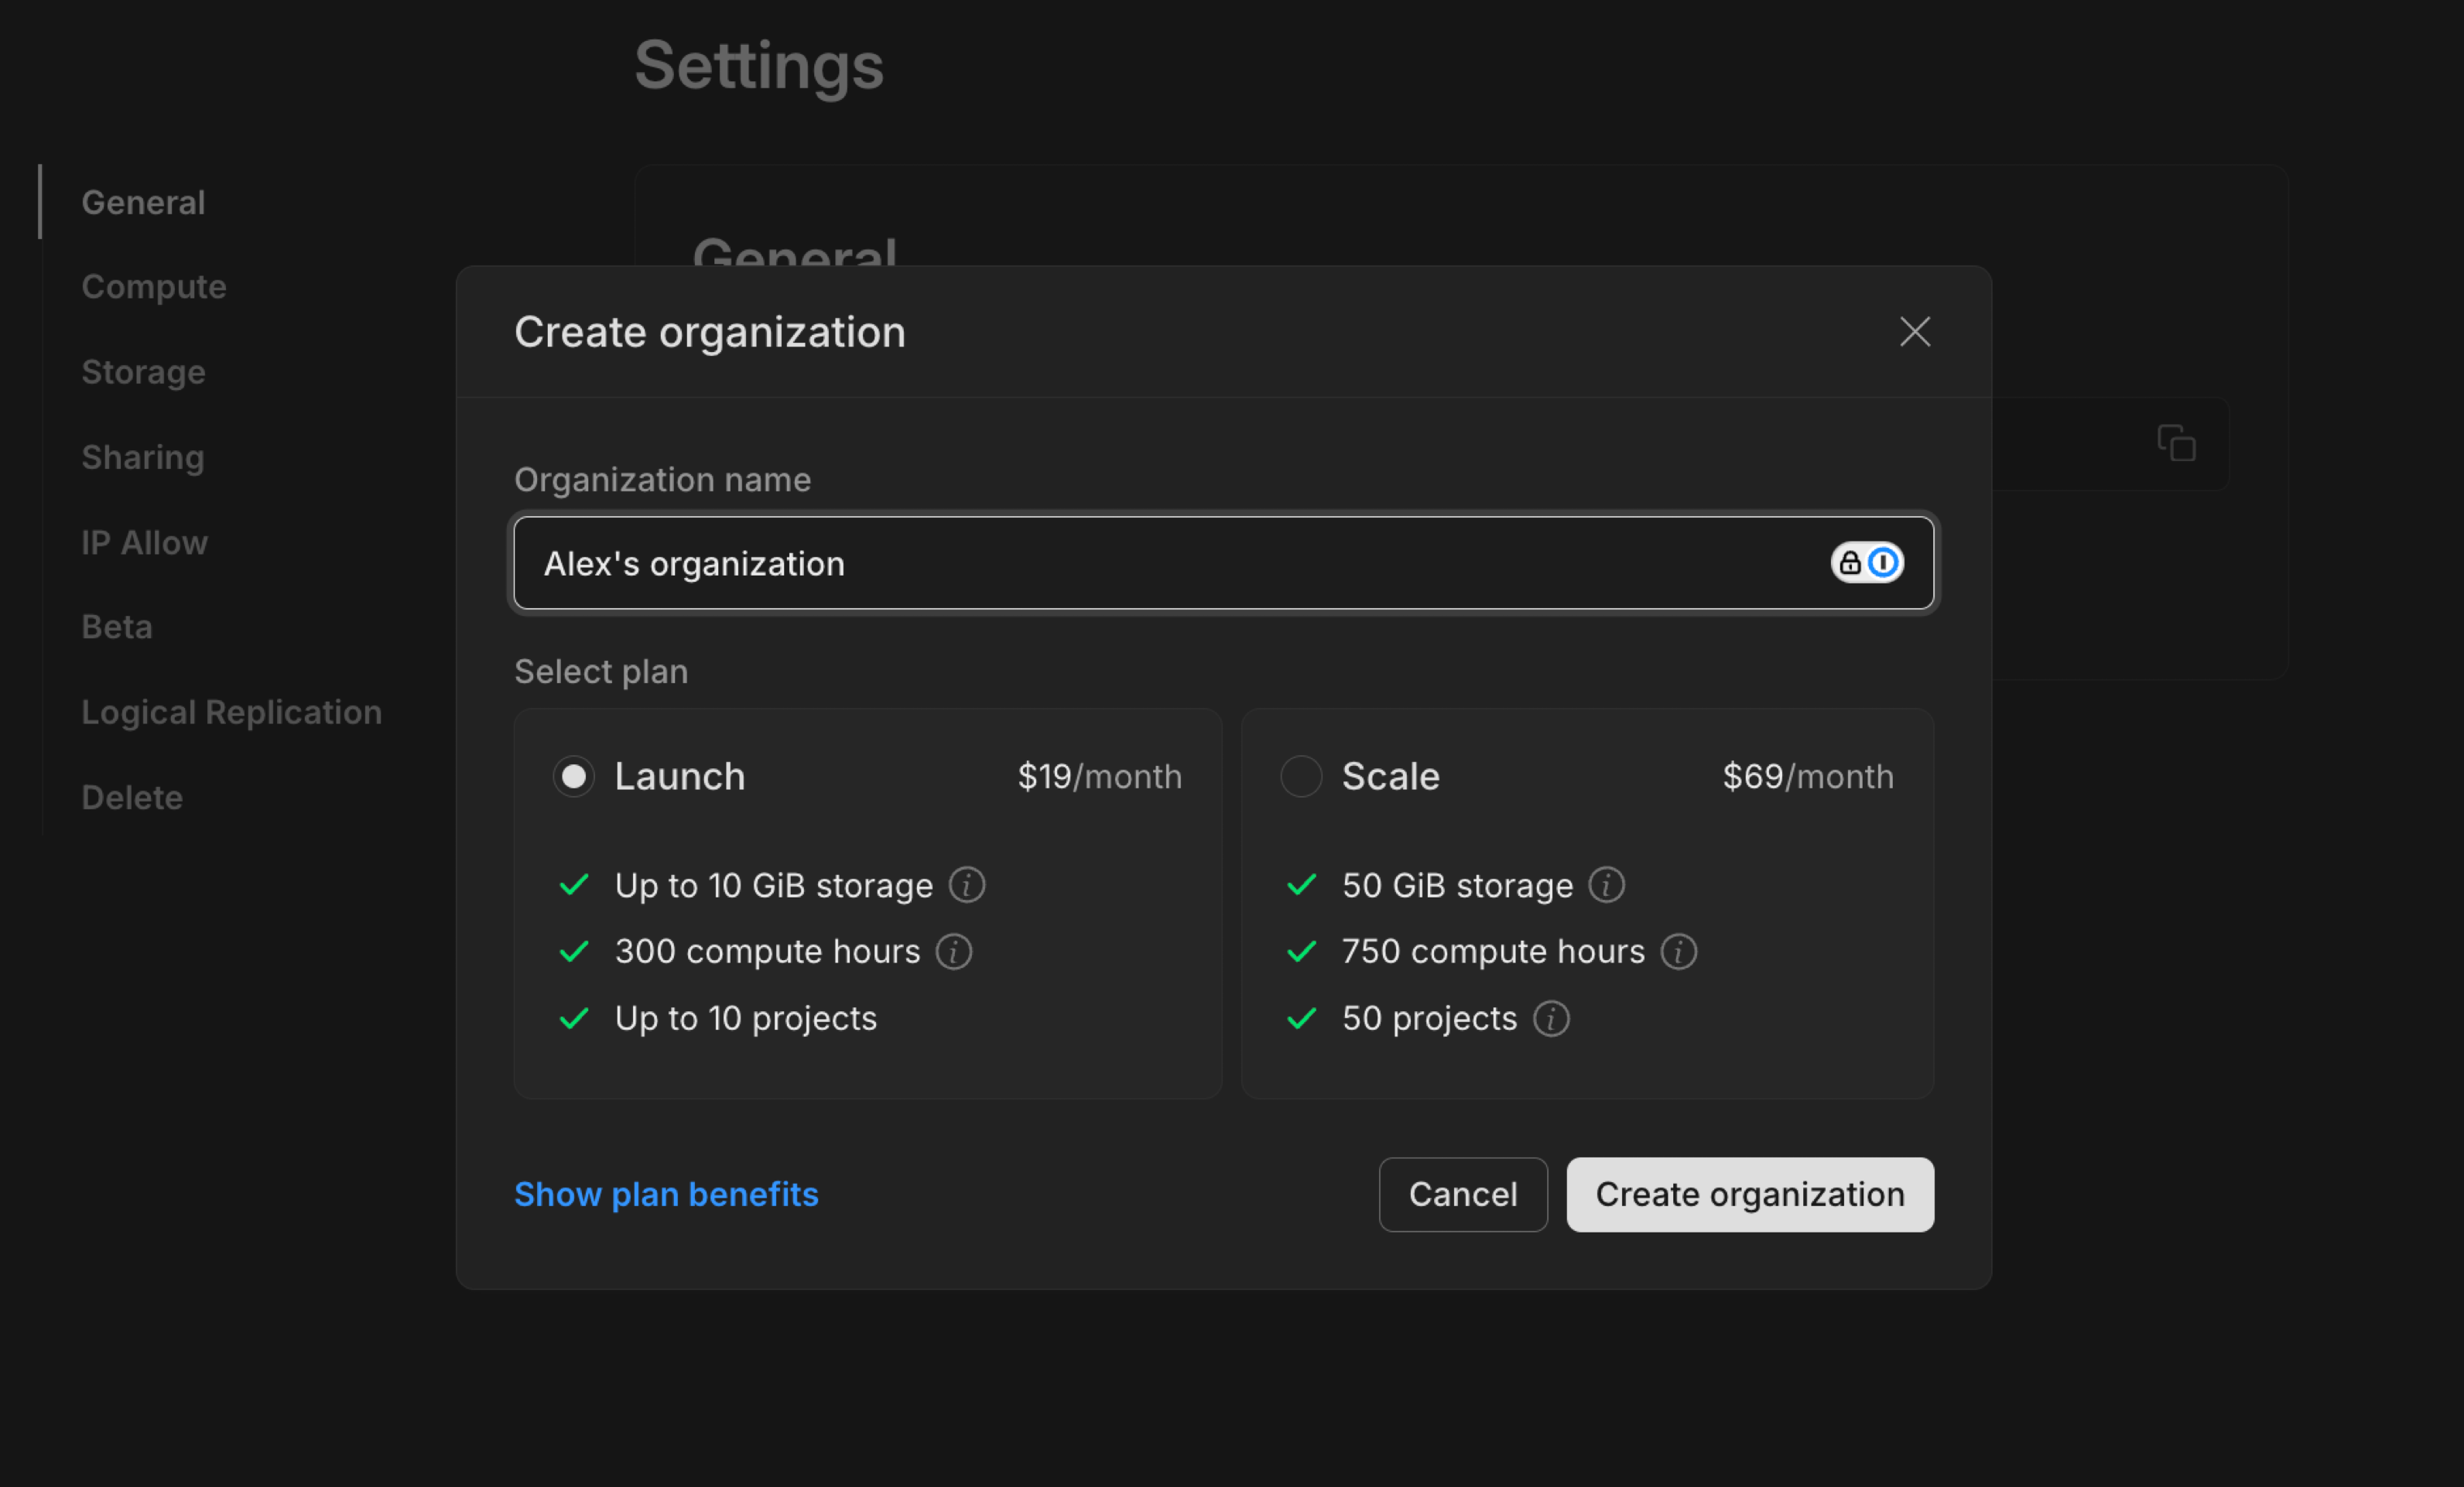 Settings
General
Compute
Storage
Sharing
IP Allow
Beta
Logical Replication
Delete
General
Create organization
Organization name
Alex's organization
Select plan
Launch $19/month
Up to 10 GiB storage
300 compute hours
Up to 10 projects
Scale $69/month
50 GiB storage
750 compute hours
50 projects
Show plan benefits
Cancel
Create organization